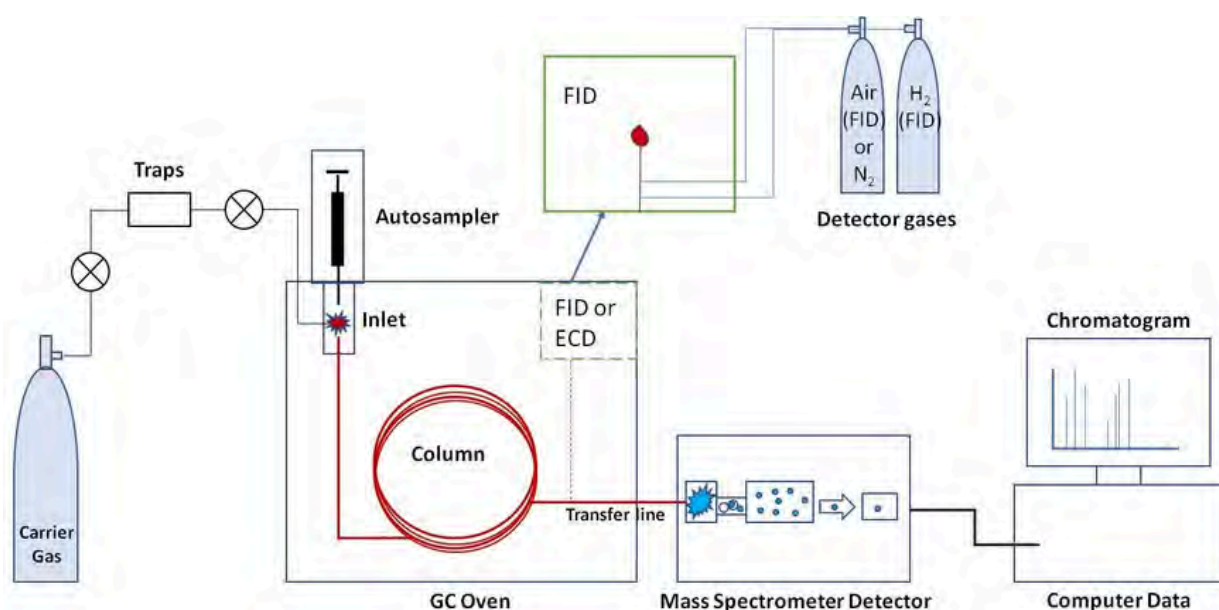 FID
Air
(FID)
or
N₂
H₂
(FID)
Detector gases
Traps
Autosampler
Inlet
FID or
ECD
Chromatogram
Column
Transfer line
Carrier
Gas
GC Oven
Mass Spectrometer Detector
Computer Data